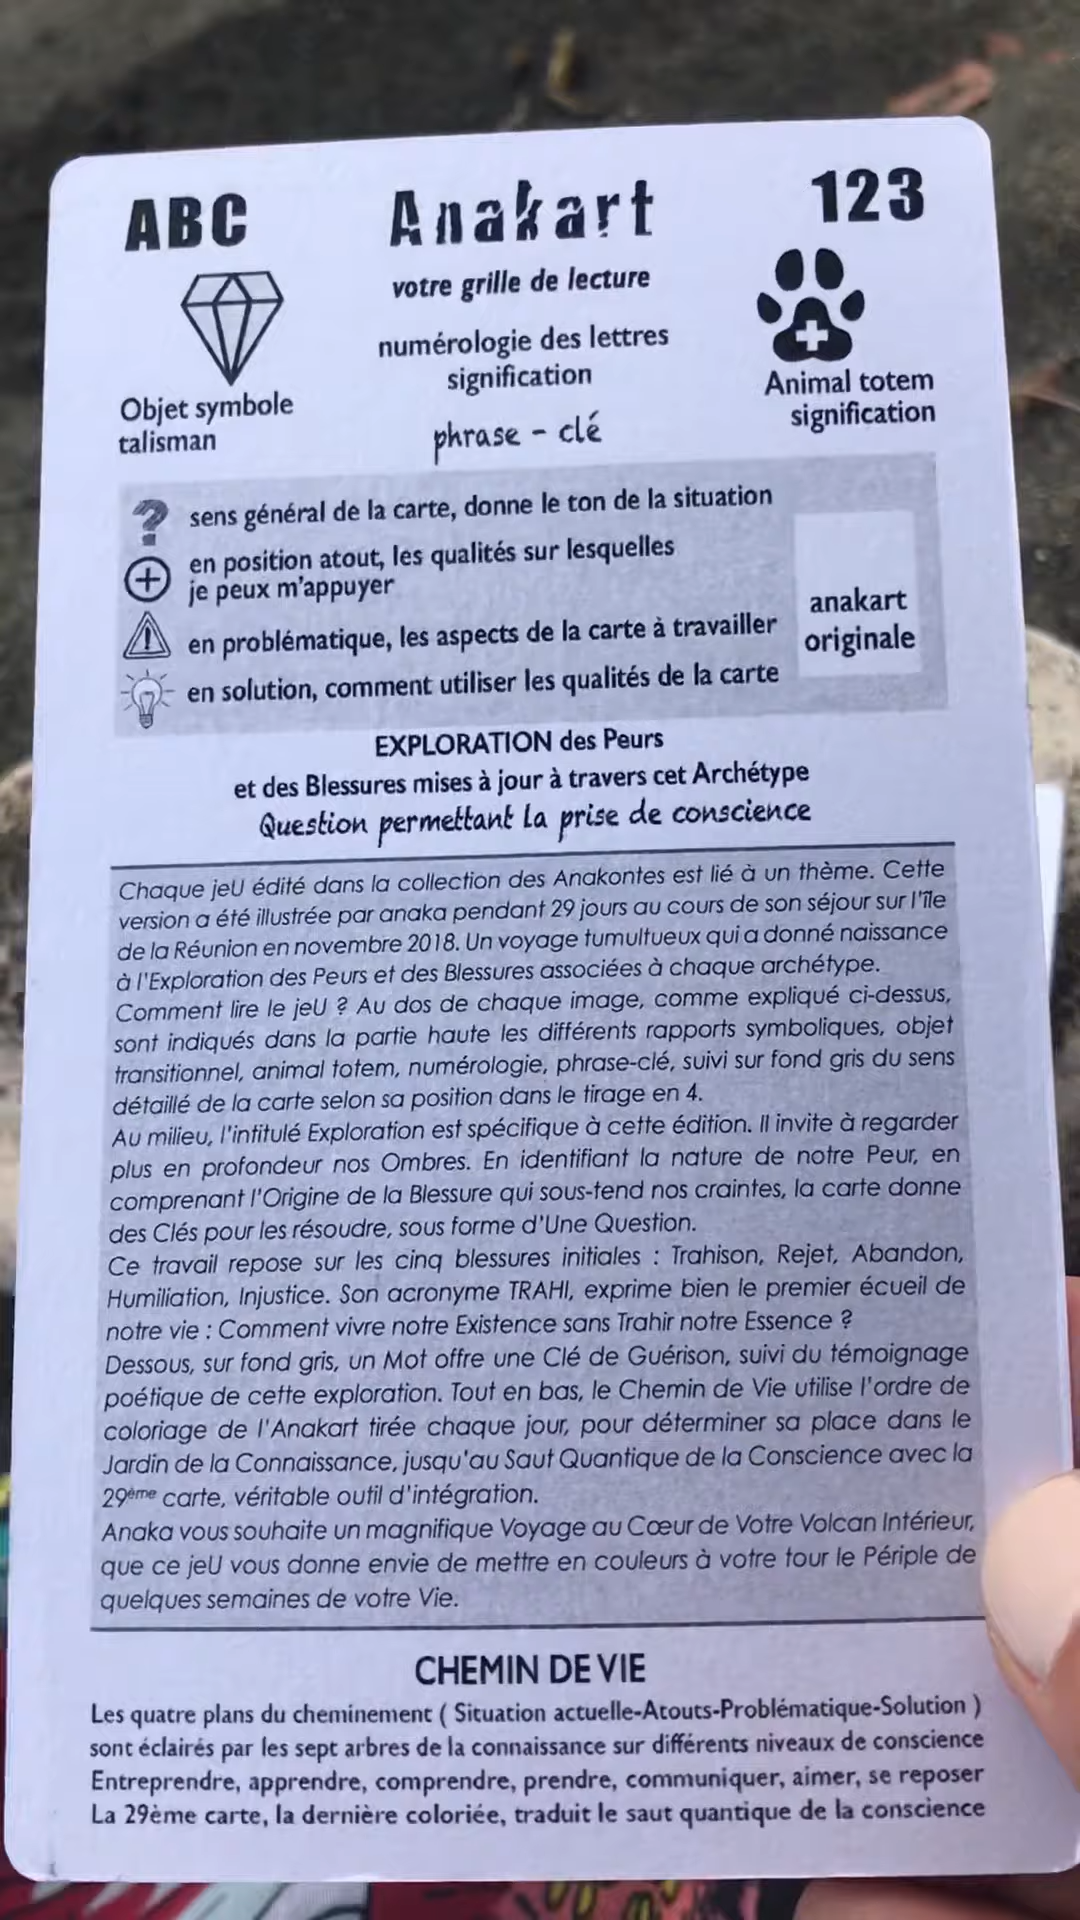 ABC
Anakart
123
votre grille de lecture
numérologie des lettres
signification
phrase - clé
Objet symbole
talisman
Animal totem
signification
? sens général de la carte, donne le ton de la situation
+ en position atout, les qualités sur lesquelles
je peux m'appuyer
! en problématique, les aspects de la carte à travailler
en solution, comment utiliser les qualités de la carte
anakart
originale
EXPLORATION des Peurs
et des Blessures mises à jour à travers cet Archétype
Question permettant la prise de conscience
Chaque jeU édité dans la collection des Anakontes est lié à un thème. Cette
version a été illustrée par anaka pendant 29 jours au cours de son séjour sur l'île
de la Réunion en novembre 2018. Un voyage tumultueux qui a donné naissance
à l'Exploration des Peurs et des Blessures associées à chaque archétype.
Comment lire le jeU ? Au dos de chaque image, comme expliqué ci-dessus,
sont indiqués dans la partie haute les différents rapports symboliques, objet
transitionnel, animal totem, numérologie, phrase-clé, suivi sur fond gris du sens
détaillé de la carte selon sa position dans le tirage en 4.
Au milieu, l'intitulé Exploration est spécifique à cette édition. Il invite à regarder
plus en profondeur nos Ombres. En identifiant la nature de notre Peur, en
comprenant l'Origine de la Blessure qui sous-tend nos craintes, la carte donne
des Clés pour les résoudre, sous forme d'Une Question.
Ce travail repose sur les cinq blessures initiales : Trahison, Rejet, Abandon,
Humiliation, Injustice. Son acronyme TRAHI, exprime bien le premier écueil de
notre vie : Comment vivre notre Existence sans Trahir notre Essence ?
Dessous, sur fond gris, un Mot offre une Clé de Guérison, suivi du témoignage
poétique de cette exploration. Tout en bas, le Chemin de Vie utilise l'ordre de
coloriage de l'Anakart tirée chaque jour, pour déterminer sa place dans le
Jardin de la Connaissance, jusqu'au Saut Quantique de la Conscience avec la
29ème carte, véritable outil d'intégration.
Anaka vous souhaite un magnifique Voyage au Cœur de Votre Volcan Intérieur,
que ce jeU vous donne envie de mettre en couleurs à votre tour le Périple de
quelques semaines de votre Vie.
CHEMIN DE VIE
Les quatre plans du cheminement ( Situation actuelle-Atouts-Problématique-Solution )
sont éclairés par les sept arbres de la connaissance sur différents niveaux de conscience
Entreprendre, apprendre, comprendre, prendre, communiquer, aimer, se reposer
La 29ème carte, la dernière coloriée, traduit le saut quantique de la conscience